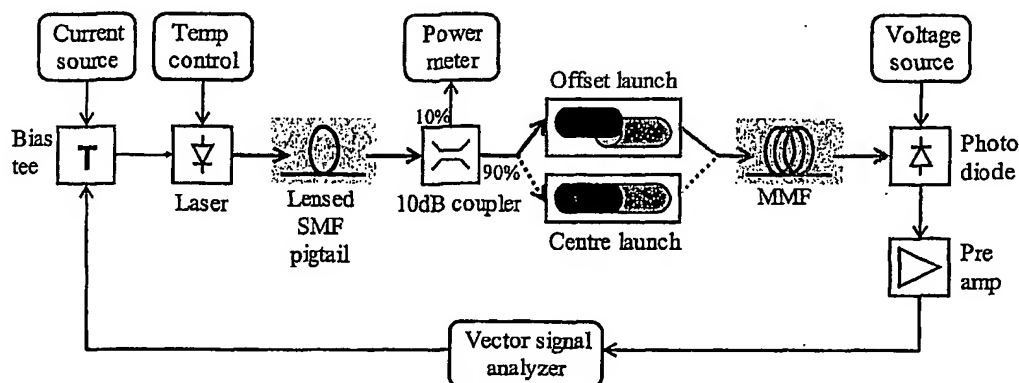 Current
source
Temp
control
Power
meter
Voltage
source
Offset launch
10%
Bias
tee
T
90%
Photo
diode
Laser
Lensed
SMF
pigtail
10dB coupler
MMF
Centre launch
Pre
amp
Vector signal
analyzer